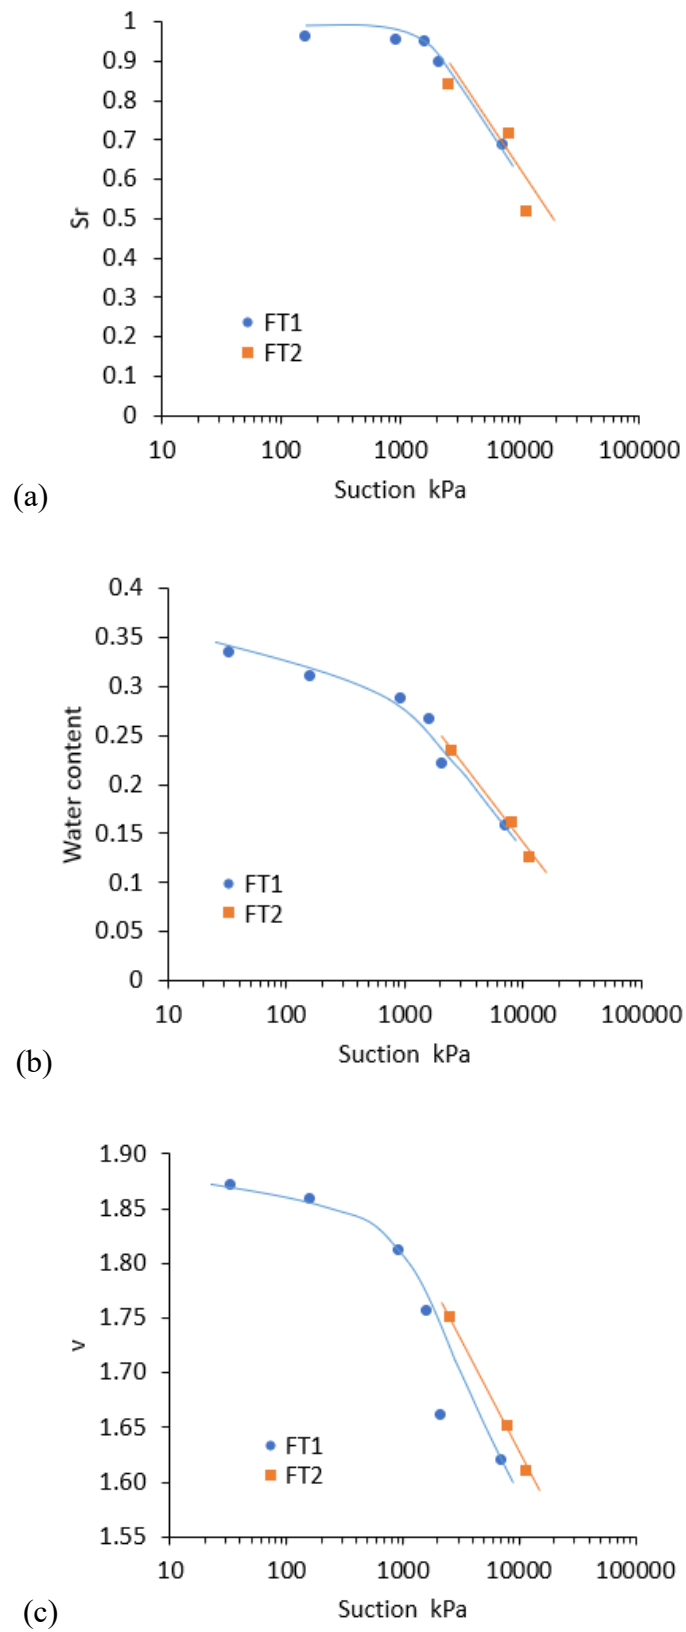 1
0.9
0.8
0.7
0.6
0.5
0.4
0.3
0.2
0.1
0
Sr
FT1
FT2
10 100 1000 10000 100000
Suction kPa
(a)
0.4
0.35
0.3
0.25
0.2
0.15
0.1
0.05
0
Water content
FT1
FT2
10 100 1000 10000 100000
Suction kPa
(b)
1.90
1.85
1.80
1.75
1.70
1.65
1.60
1.55
v
FT1
FT2
10 100 1000 10000 100000
Suction kPa
(c)